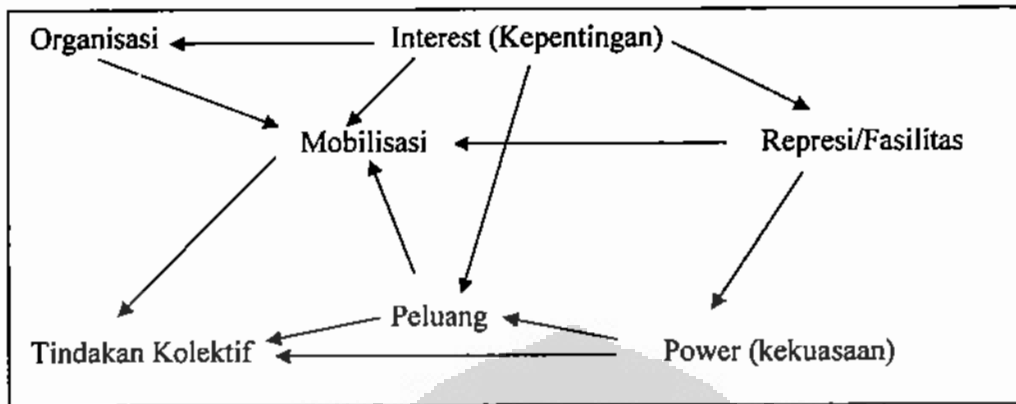 Organisasi
Interest (Kepentingan)
Mobilisasi
Represi/Fasilitas
Peluang
Tindakan Kolektif
Power (kekuasaan)